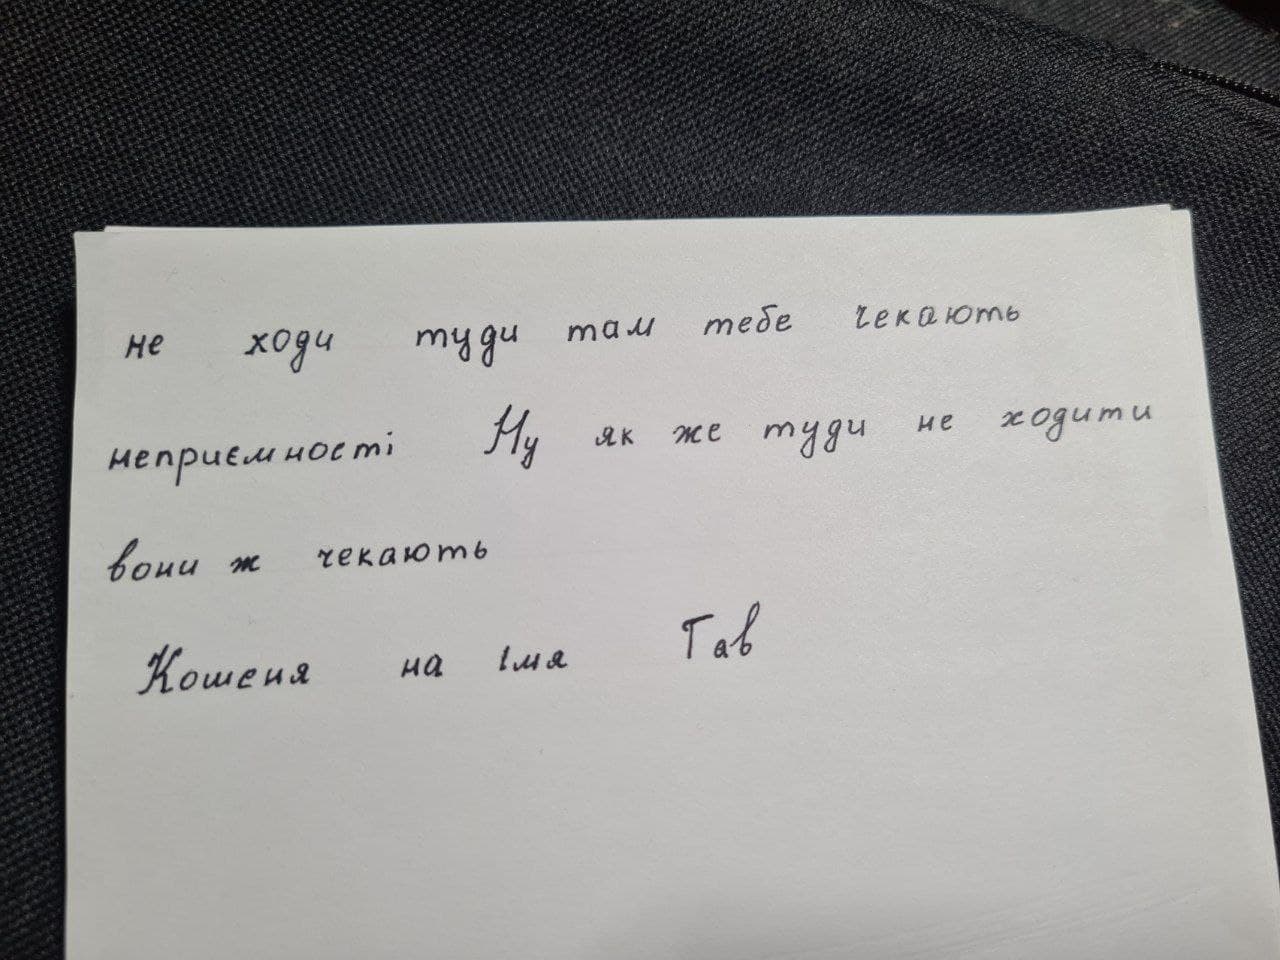 не ходи туди там тебе чекають
неприємності Ну як же туди не ходити
вони ж чекають
Кошеня на імя Гав